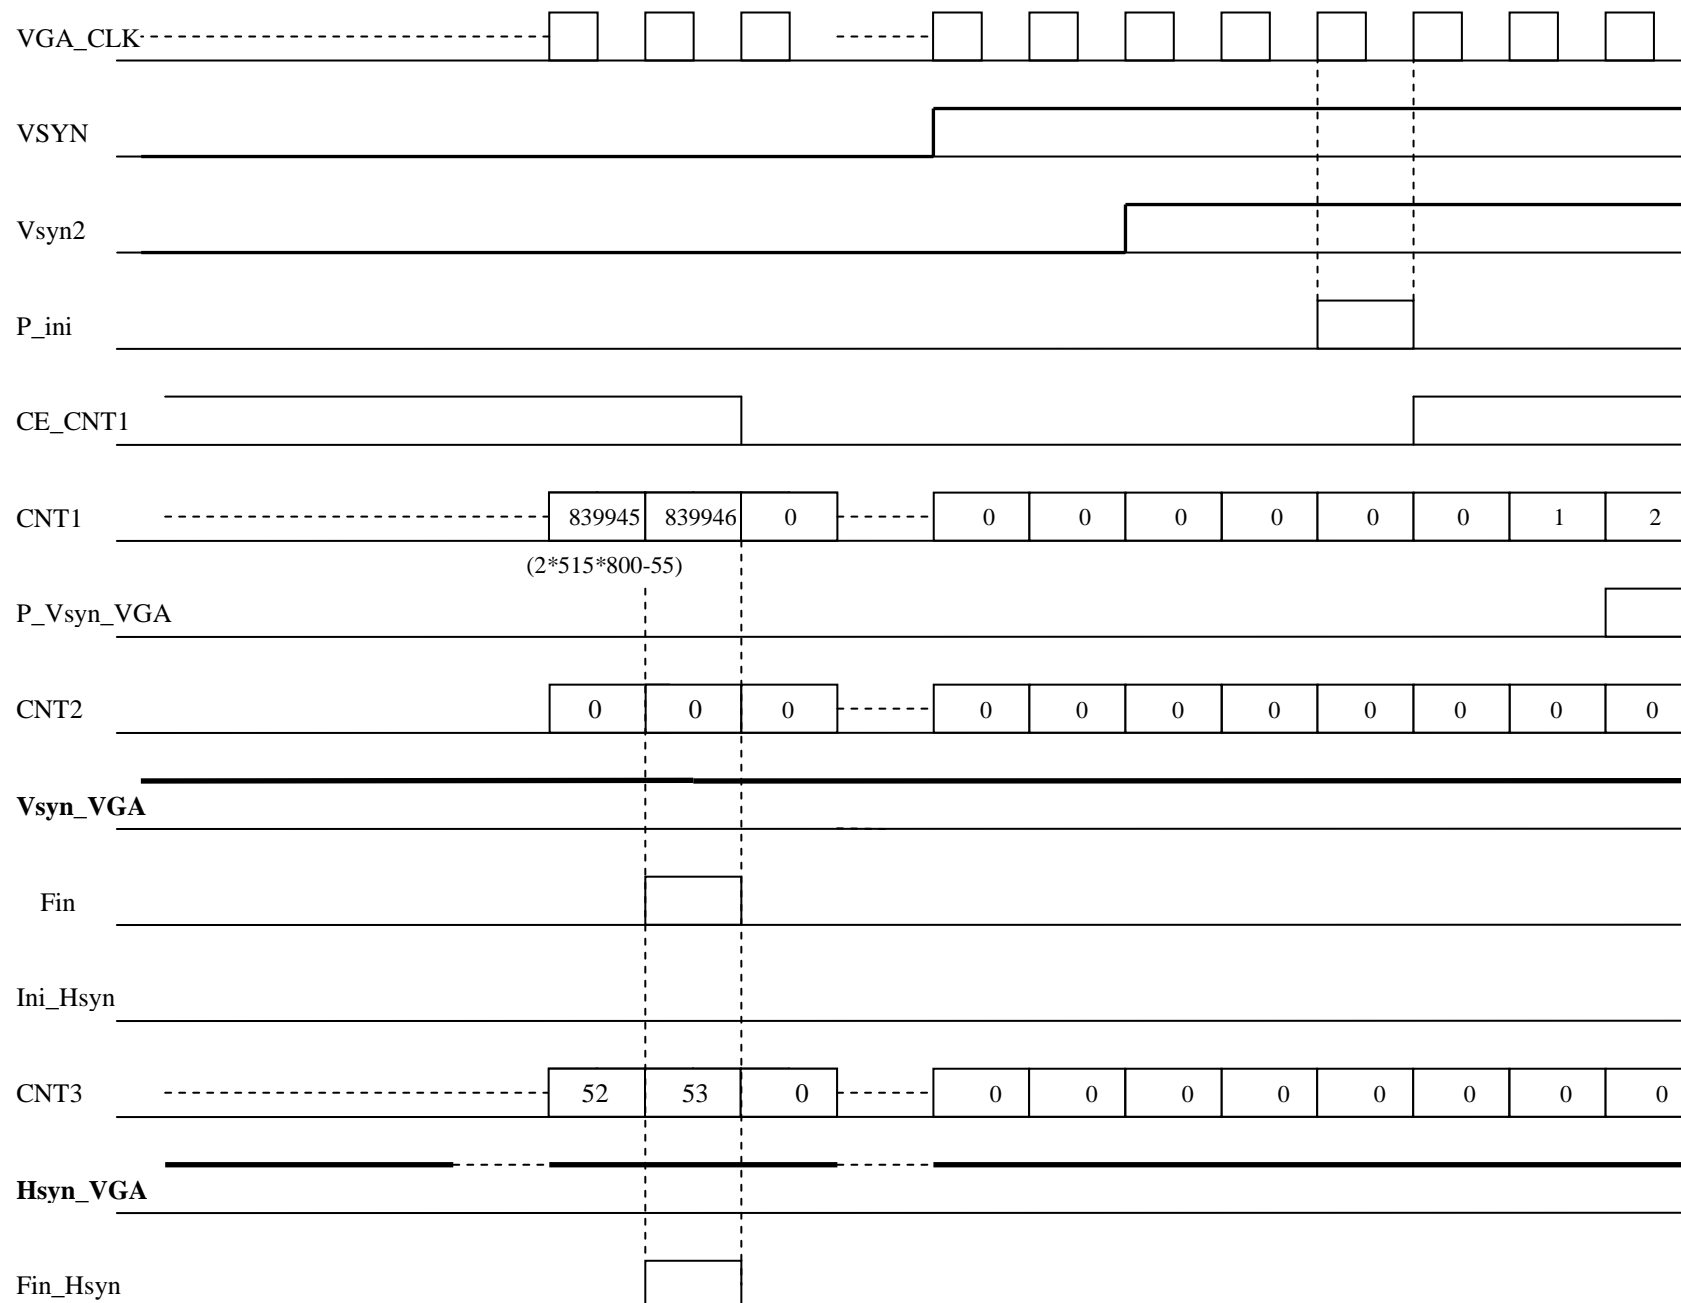 VGA_CLK
VSYN
Vsyn2
P_ini
CE_CNT1
CNT1 839945 839946 0 0 0 0 0 0 0 1 2
(2*515*800-55)
P_Vsyn_VGA
CNT2 0 0 0 0 0 0 0 0 0 0 0
Vsyn_VGA
Fin
Ini_Hsyn
CNT3 52 53 0 0 0 0 0 0 0 0 0
Hsyn_VGA
Fin_Hsyn